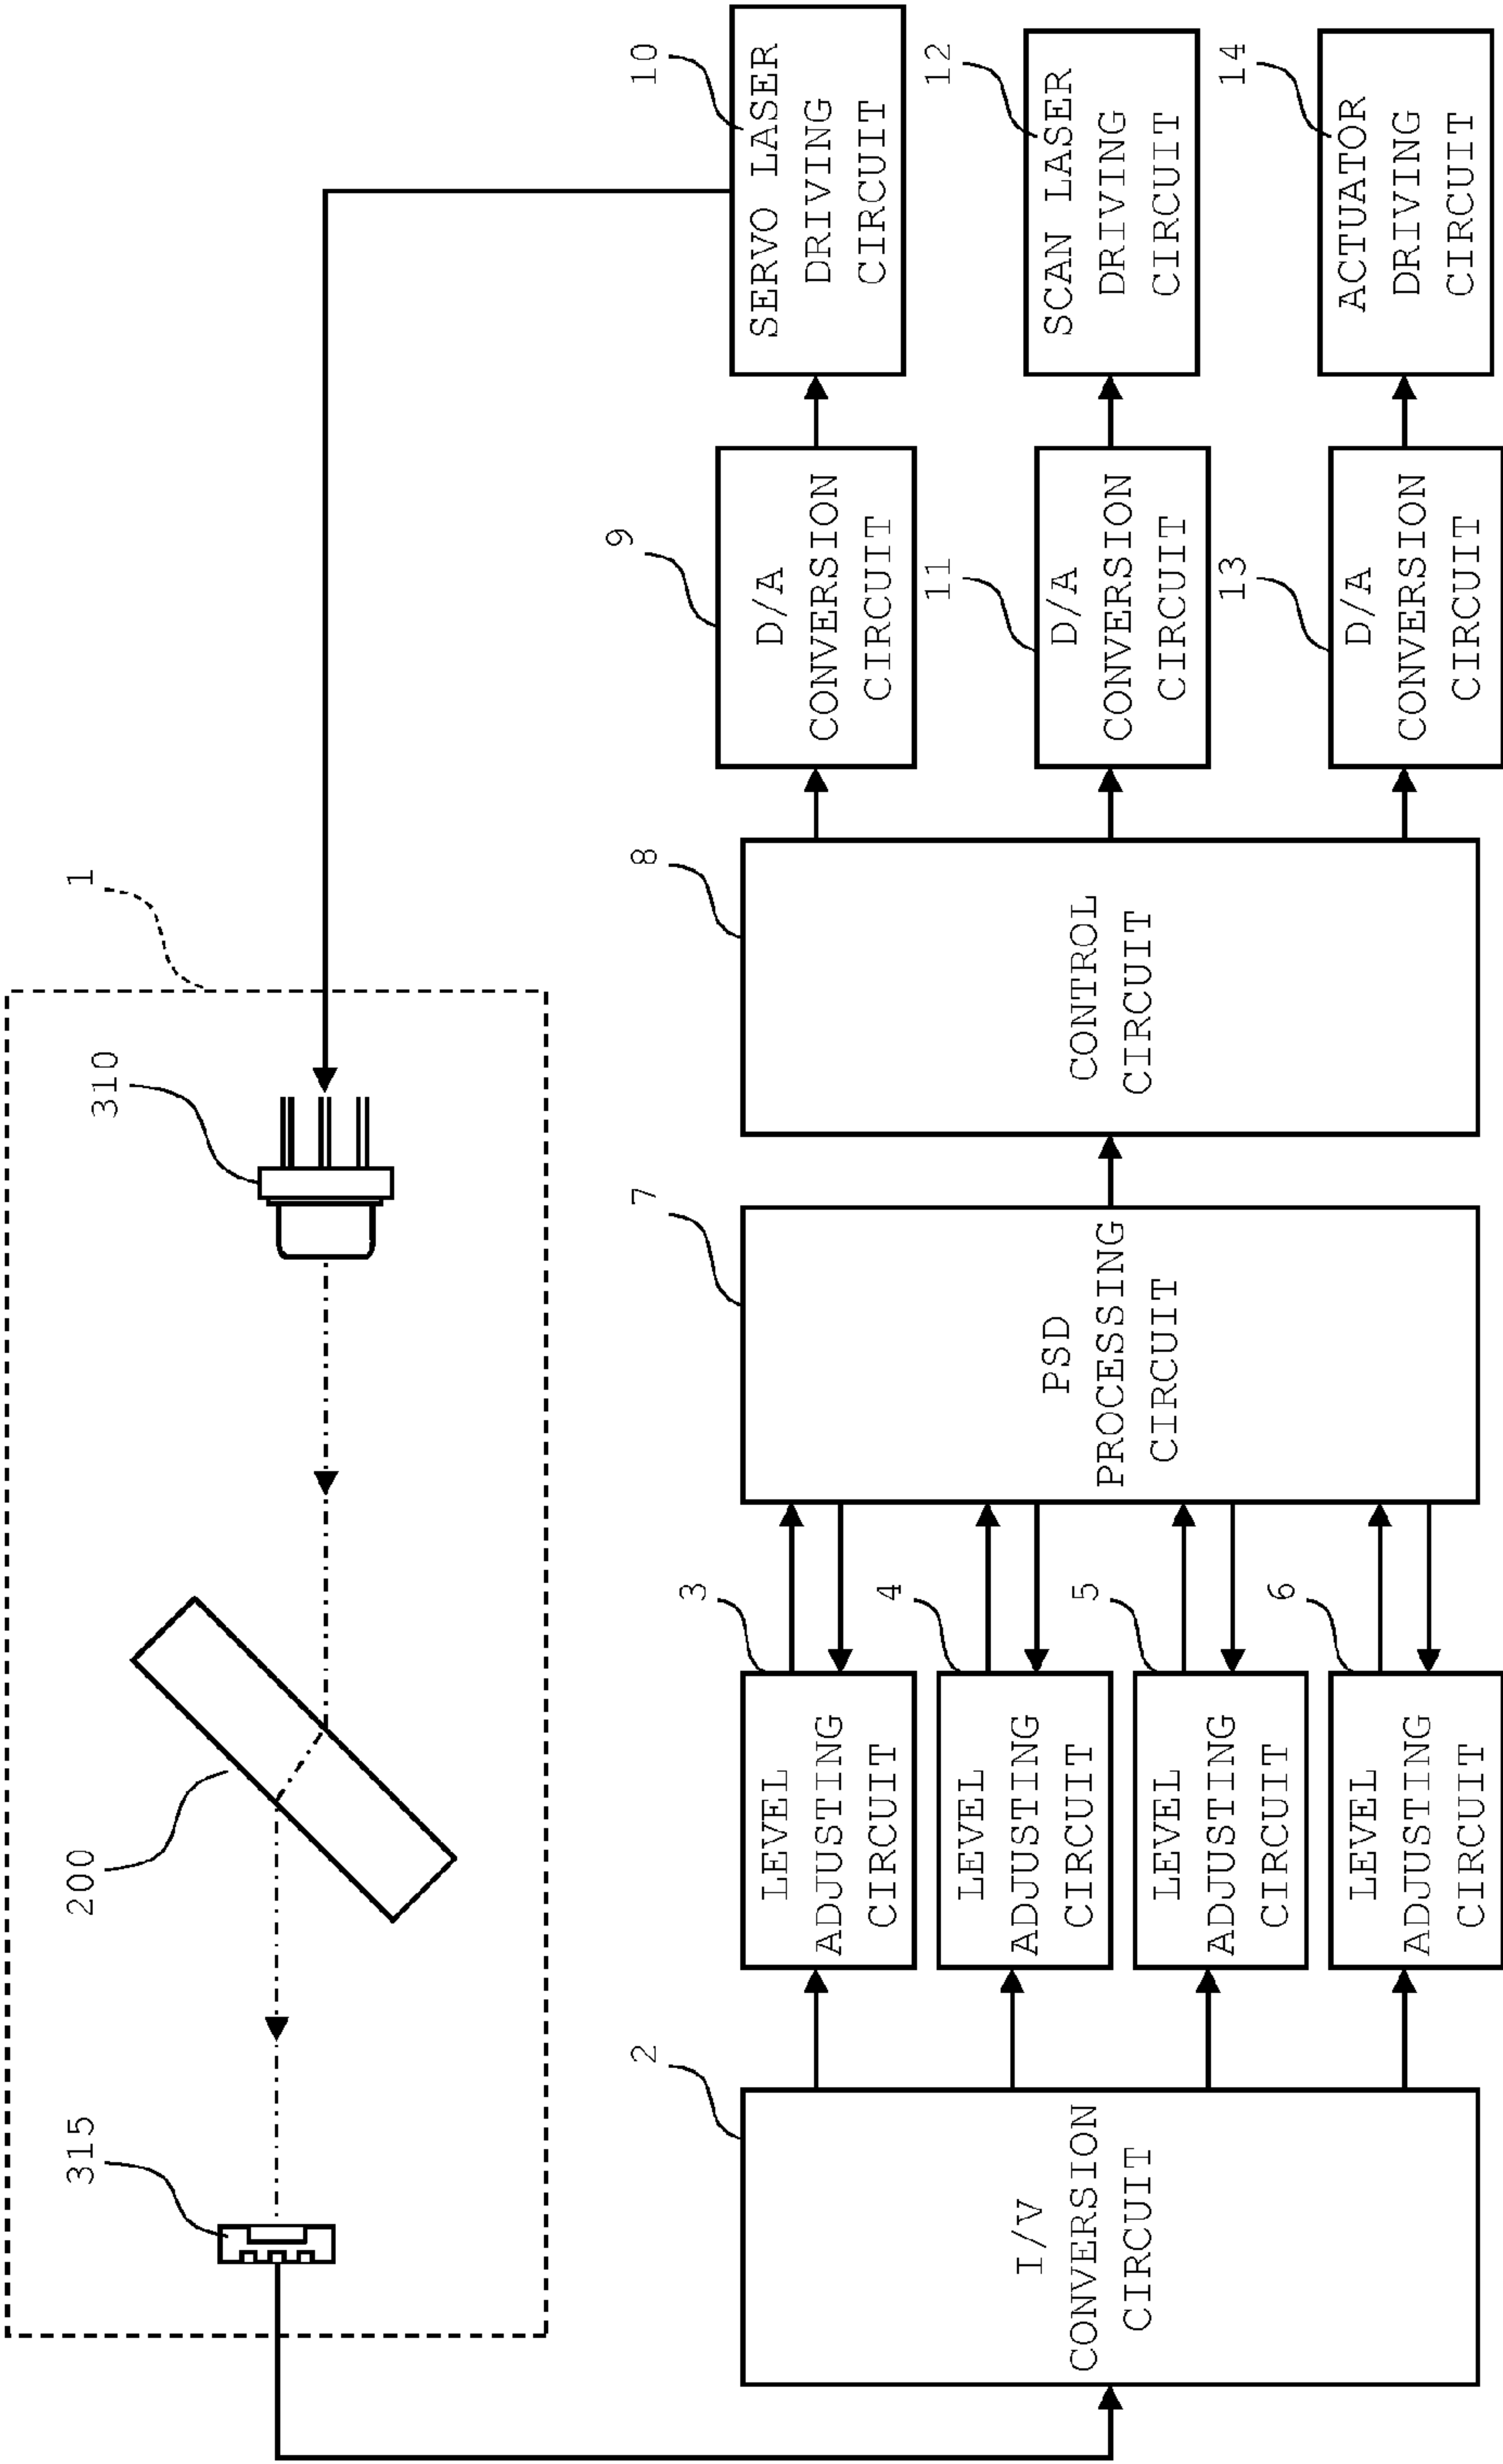 1
315
200
310
2
I/V
CONVERSION
CIRCUIT
3
LEVEL
ADJUSTING
CIRCUIT
4
LEVEL
ADJUSTING
CIRCUIT
5
LEVEL
ADJUSTING
CIRCUIT
6
LEVEL
ADJUSTING
CIRCUIT
7
PSD
PROCESSING
CIRCUIT
8
CONTROL
CIRCUIT
9
D/A
CONVERSION
CIRCUIT
11
D/A
CONVERSION
CIRCUIT
13
D/A
CONVERSION
CIRCUIT
10
SERVO LASER
DRIVING
CIRCUIT
12
SCAN LASER
DRIVING
CIRCUIT
14
ACTUATOR
DRIVING
CIRCUIT